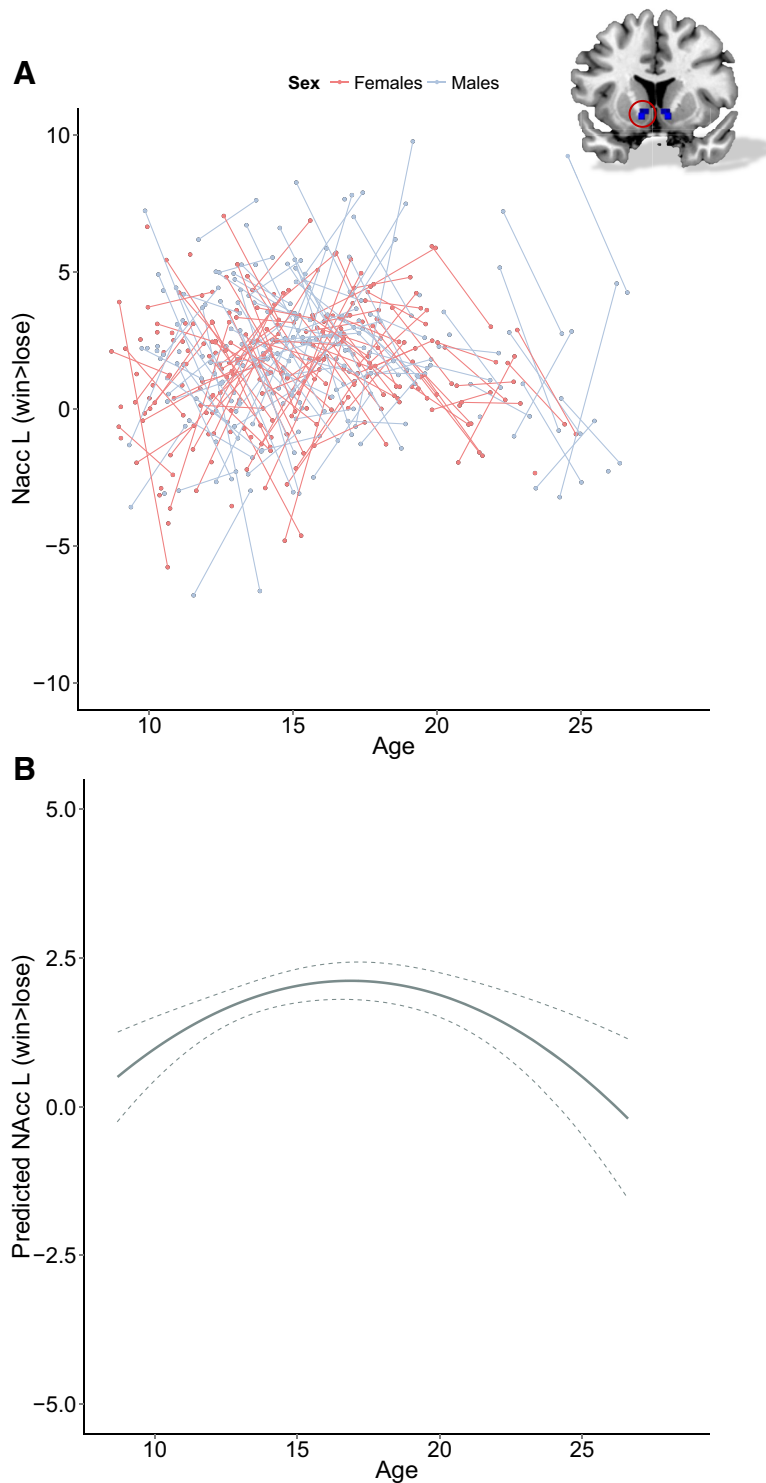 A
Sex Females Males
Nacc L (win>lose)
10
5
0
−5
−10
10 15 20 25
Age
B
Predicted NAcc L (win>lose)
5.0
2.5
0.0
−2.5
−5.0
10 15 20 25
Age